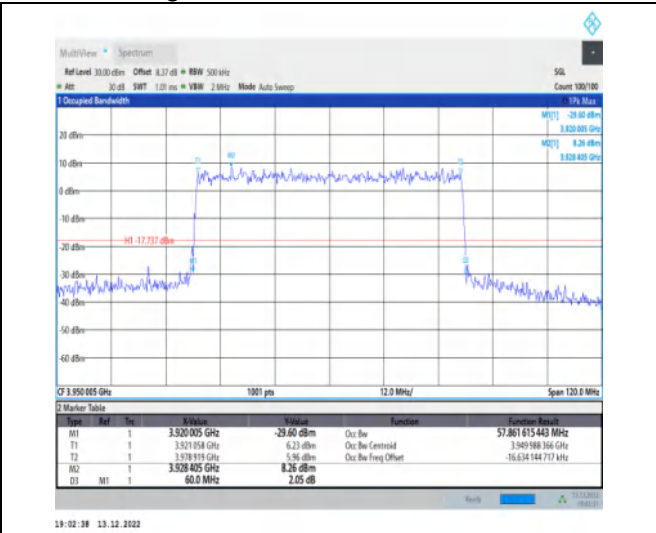 MultiView Spectrum
Ref Level 30.00 dBm Offset 8.37 dB RBW 500 kHz SGL
Att 30 dB SWT 1.01 ms VBW 2 MHz Mode Auto Sweep Count 100/100
1 Occupied Bandwidth 1Pk Max
M1[1] -29.60 dBm
3.920 005 GHz
M2[1] 8.26 dBm
3.928 405 GHz
20 dBm
10 dBm
T1 M2
0 dBm
-10 dBm
H1 -17.737 dBm
-20 dBm
-30 dBm
-40 dBm
-50 dBm
-60 dBm
CF 3.950 005 GHz 1001 pts 12.0 MHz/ Span 120.0 MHz
2 Marker Table
Type Ref Trc X-Value Y-Value Function Function Result
M1 1 3.920 005 GHz -29.60 dBm Occ Bw 57.861 615 443 MHz
T1 1 3.921 058 GHz 6.23 dBm Occ Bw Centroid 3.949 988 366 GHz
T2 1 3.978 919 GHz 5.96 dBm Occ Bw Freq Offset -16.634 144 717 kHz
M2 1 3.928 405 GHz 8.26 dBm
D3 M1 1 60.0 MHz 2.05 dB
Ready 13.12.2022
19:02:38 13.12.2022